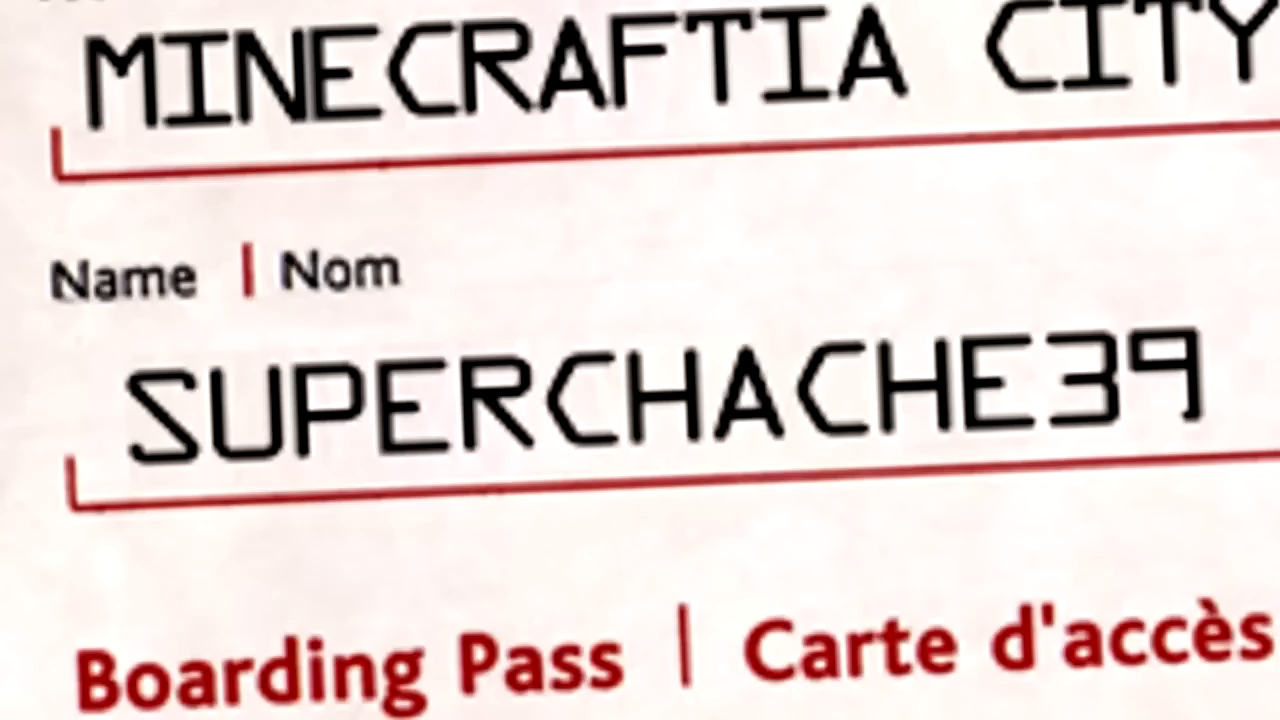 MINECRAFTIA CITY
Name | Nom
SUPERCHACHE39
Boarding Pass | Carte d'accès